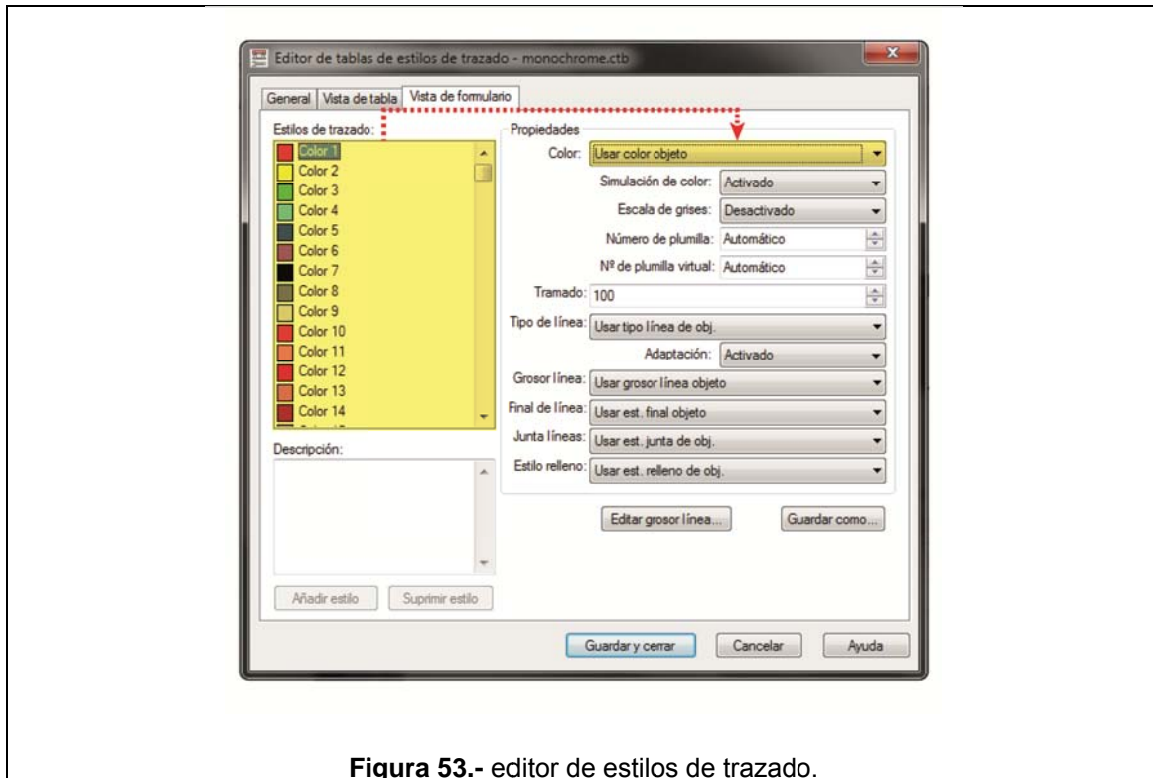 Editor de tablas de estilos de trazado - monochrome.ctb
General Vista de tabla Vista de formulario
Estilos de trazado:
Color 1
Color 2
Color 3
Color 4
Color 5
Color 6
Color 7
Color 8
Color 9
Color 10
Color 11
Color 12
Color 13
Color 14
Descripción:
Añadir estilo Suprimir estilo
Propiedades
Color: Usar color objeto
Simulación de color: Activado
Escala de grises: Desactivado
Número de plumilla: Automático
Nº de plumilla virtual: Automático
Tramado: 100
Tipo de línea: Usar tipo línea de obj.
Adaptación: Activado
Grosor línea: Usar grosor línea objeto
Final de línea: Usar est. final objeto
Junta líneas: Usar est. junta de obj.
Estilo relleno: Usar est. relleno de obj.
Editar grosor línea... Guardar como...
Guardar y cerrar Cancelar Ayuda
Figura 53.- editor de estilos de trazado.